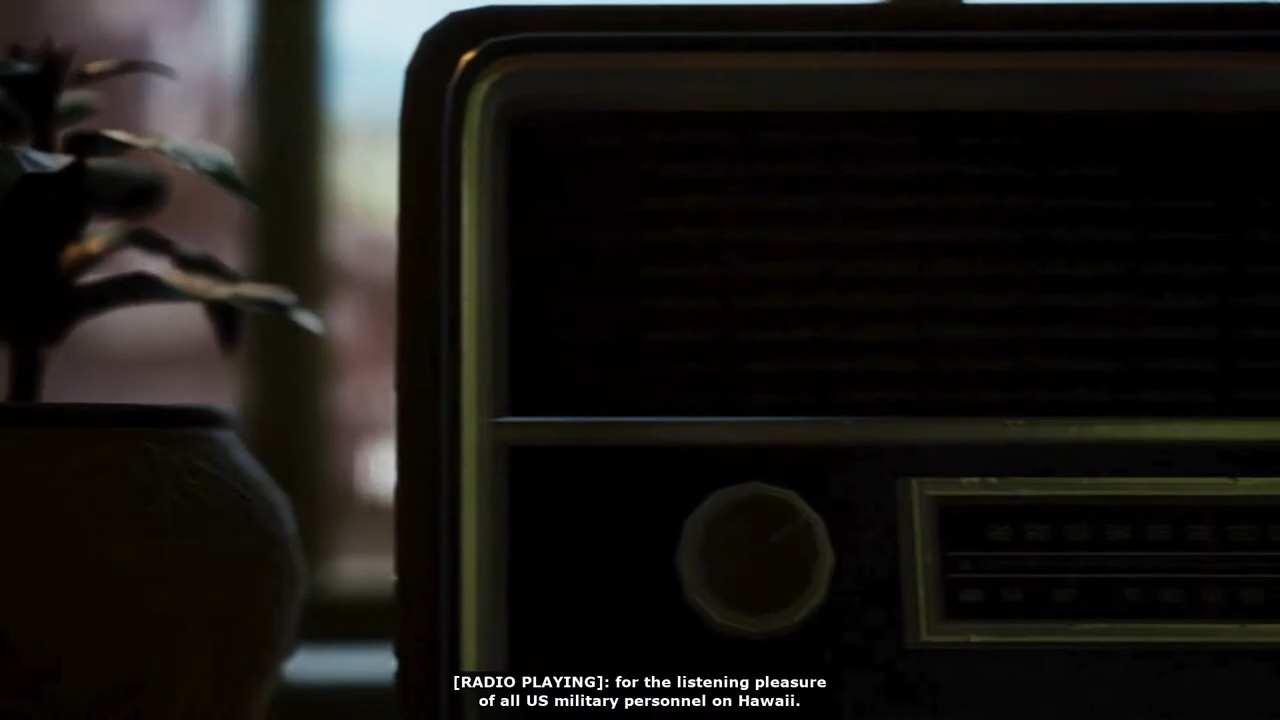 [RADIO PLAYING]: for the listening pleasure
of all US military personnel on Hawaii.